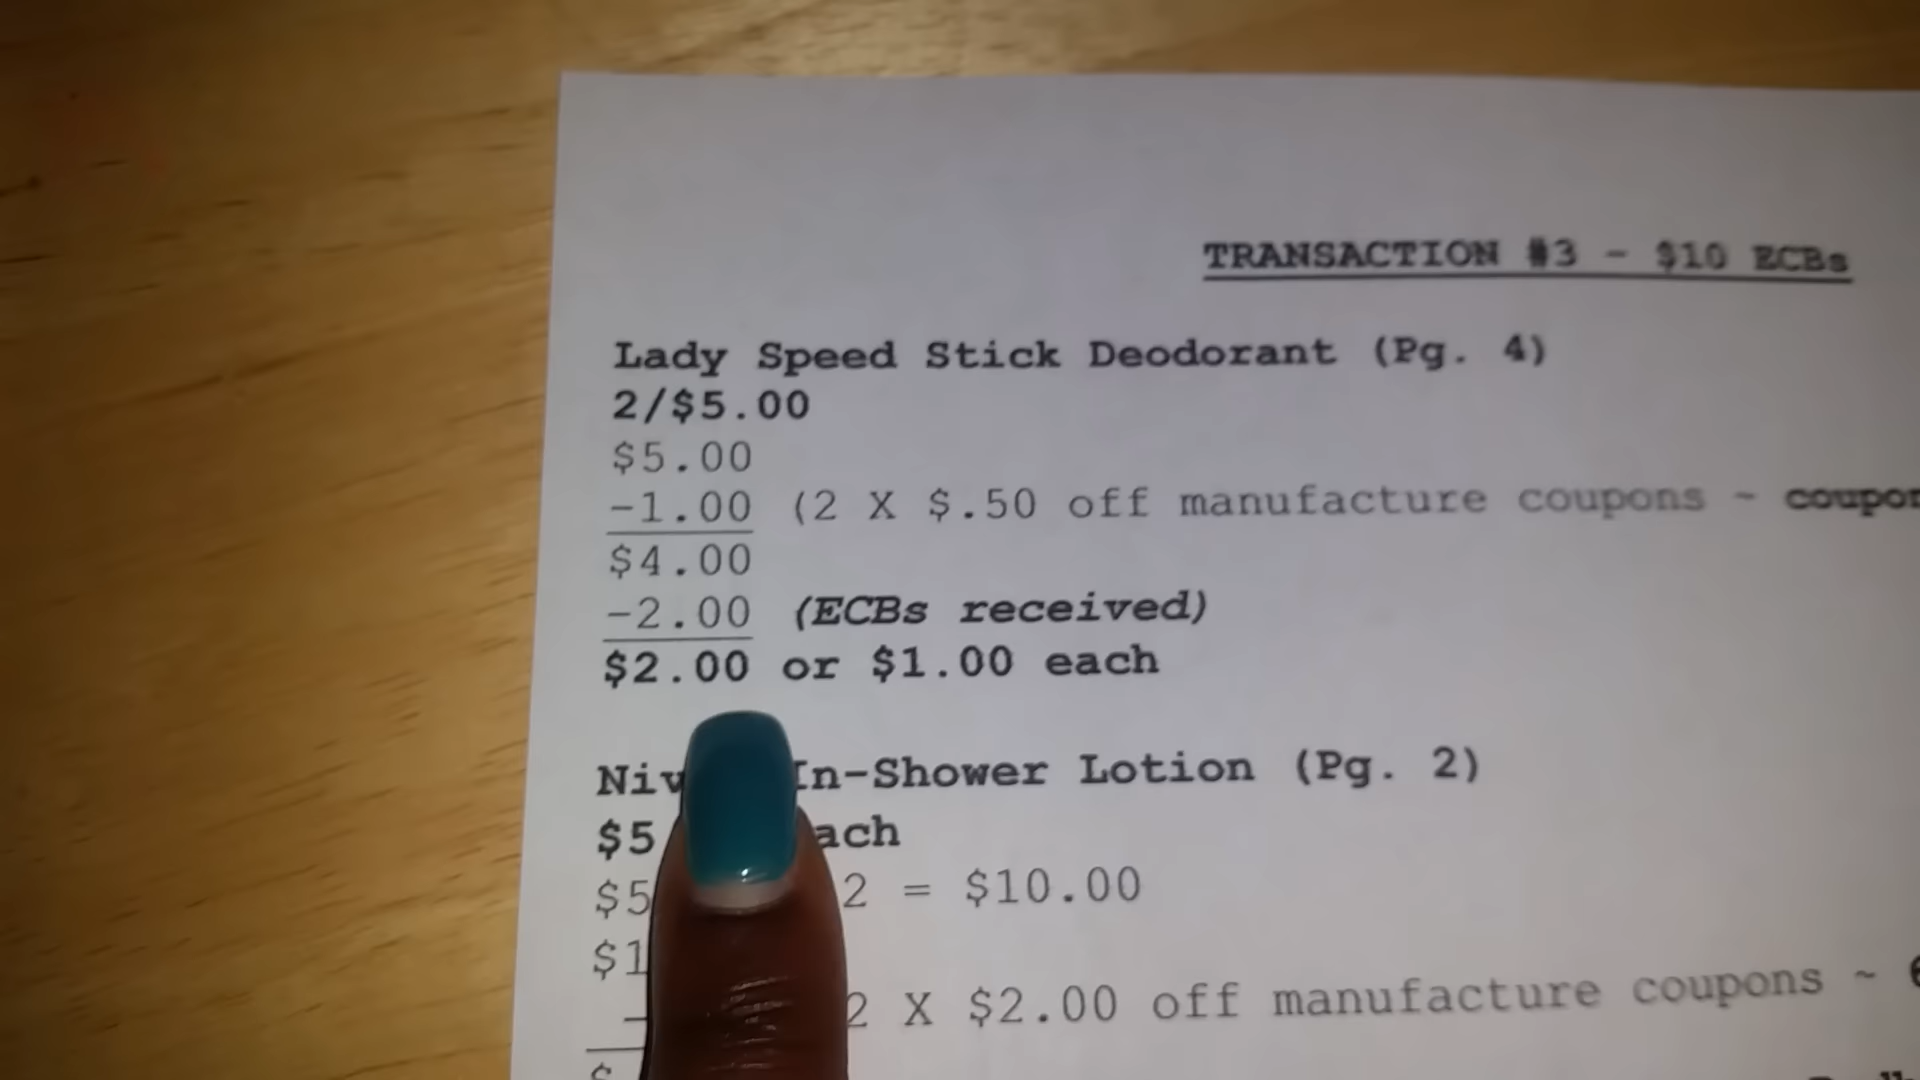 TRANSACTION #3 - $10 ECBs
Lady Speed Stick Deodorant (Pg. 4)
2/$5.00
$5.00
-1.00 (2 X $.50 off manufacture coupons ~
$4.00
-2.00 (ECBs received)
$2.00 or $1.00 each
In-Shower Lotion (Pg. 2)
$5
2 = $10.00
2 X $2.00 off manufacture coupons ~